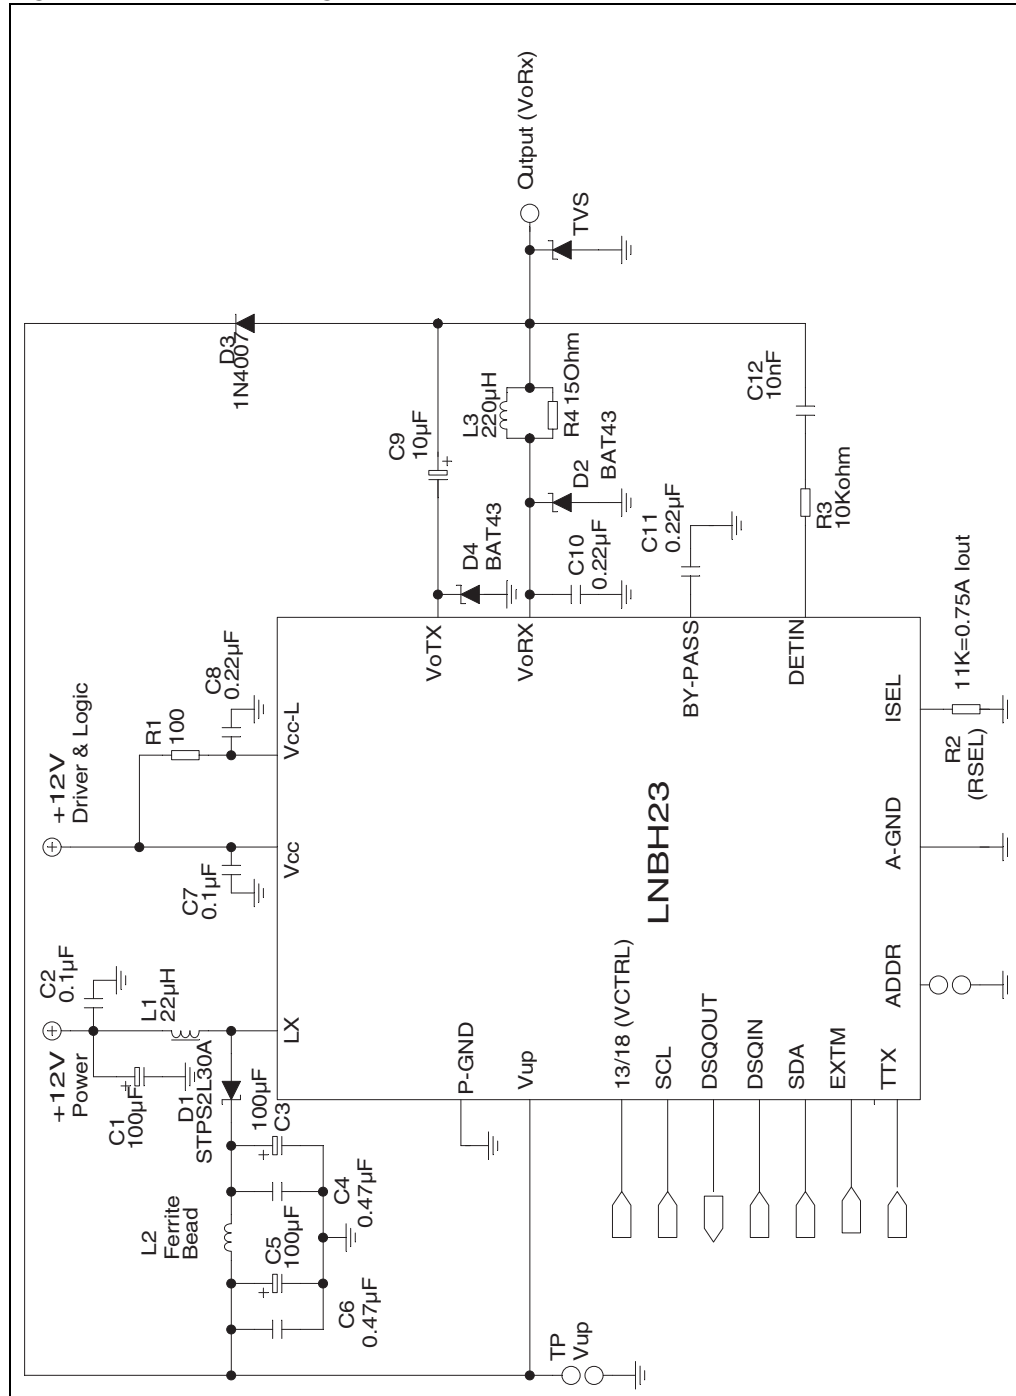 Output (VoRx)
TVS
D3
1N4007
C9
10µF
L3
220µH
R4
15Ohm
D4
BAT43
D2
BAT43
C10
0.22µF
C11
0.22µF
C12
10nF
R3
10Kohm
VoTX
VoRX
BY-PASS
DETIN
+12V
Driver & Logic
R1
100
C8
0.22µF
Vcc-L
C7
0.1µF
Vcc
C2
0.1µF
+12V
Power
L1
22µH
C1
100µF
LX
D1
STPS2L30A
100µF
C3
C4
0.47µF
L2
Ferrite
Bead
C5
100µF
C6
0.47µF
TP
Vup
LNBH23
P-GND
Vup
13/18 (VCTRL)
SCL
DSQOUT
DSQIN
SDA
EXTM
TTX
ADDR
A-GND
ISEL
R2
(RSEL)
11K=0.75A Iout